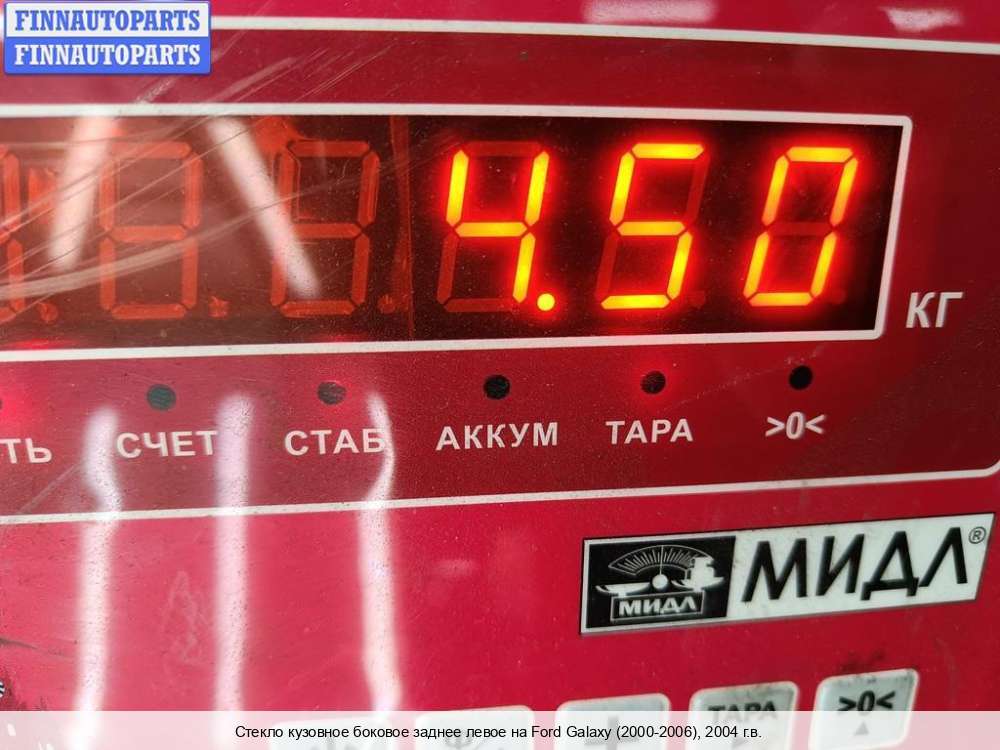 FINNAUTOPARTS
FINNAUTOPARTS
4.50
КГ
ТЬ СЧЕТ СТАБ АККУМ ТАРА >0<
МИДЛ МИДЛ®
ТАРА >0<
Стекло кузовное боковое заднее левое на Ford Galaxy (2000-2006), 2004 г.в.